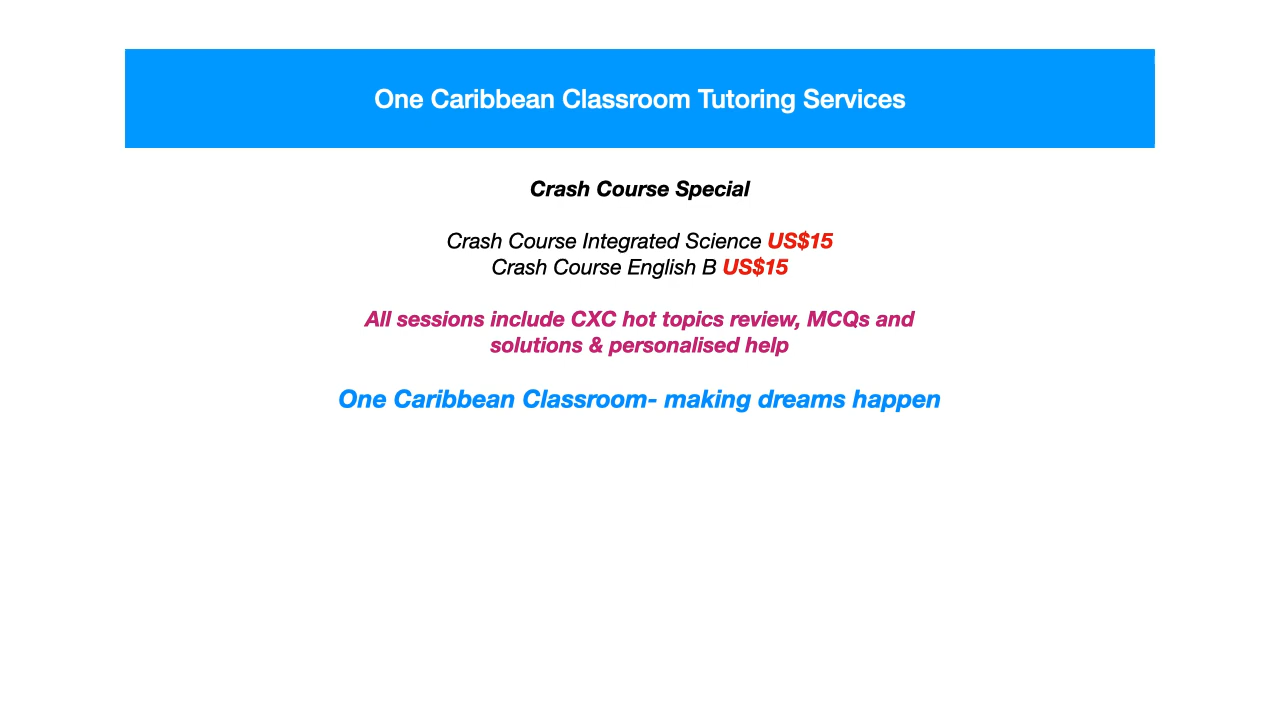 One Caribbean Classroom Tutoring Services
Crash Course Special
Crash Course Integrated Science US$15
Crash Course English B US$15
All sessions include CXC hot topics review, MCQs and
solutions & personalised help
One Caribbean Classroom- making dreams happen